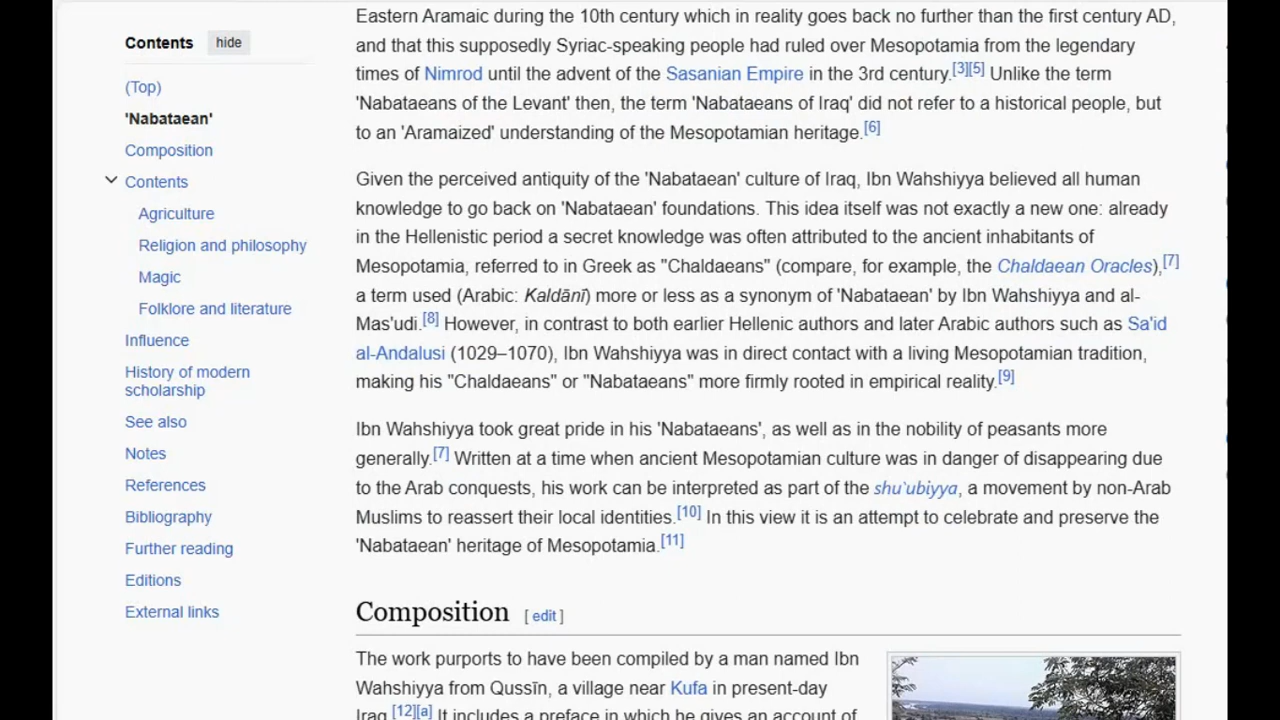 Contents hide
(Top)
'Nabataean'
Composition
Contents
Agriculture
Religion and philosophy
Magic
Folklore and literature
Influence
History of modern
scholarship
See also
Notes
References
Bibliography
Further reading
Editions
External links
Eastern Aramaic during the 10th century which in reality goes back no further than the first century AD,
and that this supposedly Syriac-speaking people had ruled over Mesopotamia from the legendary
times of Nimrod until the advent of the Sasanian Empire in the 3rd century.[3][5] Unlike the term
'Nabataeans of the Levant' then, the term 'Nabataeans of Iraq' did not refer to a historical people, but
to an 'Aramaized' understanding of the Mesopotamian heritage.[6]
Given the perceived antiquity of the 'Nabataean' culture of Iraq, Ibn Wahshiyya believed all human
knowledge to go back on 'Nabataean' foundations. This idea itself was not exactly a new one: already
in the Hellenistic period a secret knowledge was often attributed to the ancient inhabitants of
Mesopotamia, referred to in Greek as "Chaldaeans" (compare, for example, the Chaldaean Oracles),[7]
a term used (Arabic: Kaldānī) more or less as a synonym of 'Nabataean' by Ibn Wahshiyya and al-
Mas'udi.[8] However, in contrast to both earlier Hellenic authors and later Arabic authors such as Sa'id
al-Andalusi (1029–1070), Ibn Wahshiyya was in direct contact with a living Mesopotamian tradition,
making his "Chaldaeans" or "Nabataeans" more firmly rooted in empirical reality.[9]
Ibn Wahshiyya took great pride in his 'Nabataeans', as well as in the nobility of peasants more
generally.[7] Written at a time when ancient Mesopotamian culture was in danger of disappearing due
to the Arab conquests, his work can be interpreted as part of the shu'ubiyya, a movement by non-Arab
Muslims to reassert their local identities.[10] In this view it is an attempt to celebrate and preserve the
'Nabataean' heritage of Mesopotamia.[11]
Composition [ edit ]
The work purports to have been compiled by a man named Ibn
Wahshiyya from Qussīn, a village near Kufa in present-day
Iraq.[12][a] It includes a preface in which he gives an account of